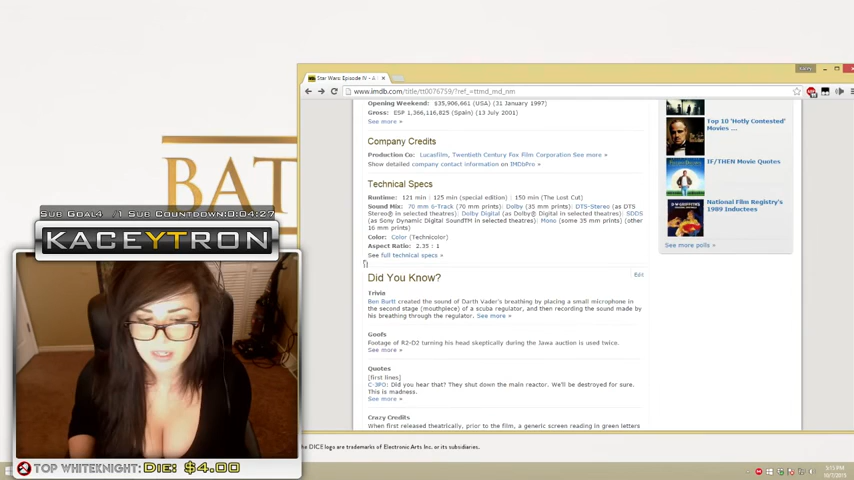 Kacey
Star Wars: Episode IV - A
www.imdb.com/title/tt0076759/?ref_=ttmd_md_nm
Opening Weekend: $35,906,661 (USA) (31 January 1997)
Gross: ESP 1,366,116,825 (Spain) (13 July 2001)
See more »
Company Credits
Production Co: Lucasfilm, Twentieth Century Fox Film Corporation See more »
Show detailed company contact information on IMDbPro »
Technical Specs
Runtime: 121 min : 125 min (special edition) : 150 min (The Lost Cut)
Sound Mix: 70 mm 6-Track (70 mm prints): Dolby (35 mm prints): DTS-Stereo (as DTS
Stereo® in selected theatres): Dolby Digital (as Dolby® Digital in selected theatres): SDDS
(as Sony Dynamic Digital SoundTM in selected theatres): Mono (some 35 mm prints) (other
16 mm prints)
Color: Color (Technicolor)
Aspect Ratio: 2.35 : 1
See full technical specs »
Did You Know?
Edit
Trivia
Ben Burtt created the sound of Darth Vader's breathing by placing a small microphone in
the second stage (mouthpiece) of a scuba regulator, and then recording the sound made by
his breathing through the regulator. See more »
Goofs
Footage of R2-D2 turning his head skeptically during the Jawa auction is used twice.
See more »
Quotes
[first lines]
C-3PO: Did you hear that? They shut down the main reactor. We'll be destroyed for sure.
This is madness.
See more »
Crazy Credits
When first released theatrically, prior to the film, a generic screen reading in green letters
Top 10 'Hotly Contested'
Movies ...
IF/THEN Movie Quotes
National Film Registry's
1989 Inductees
See more polls »
BAT
Sub Goal4 /1 Sub Countdown:0:04:27
KACEYTRON
TOP WHITEKNIGHT: DIE: $4.00
he DICE logo are trademarks of Electronic Arts Inc. or its subsidiaries.
5:15 PM
10/7/2015